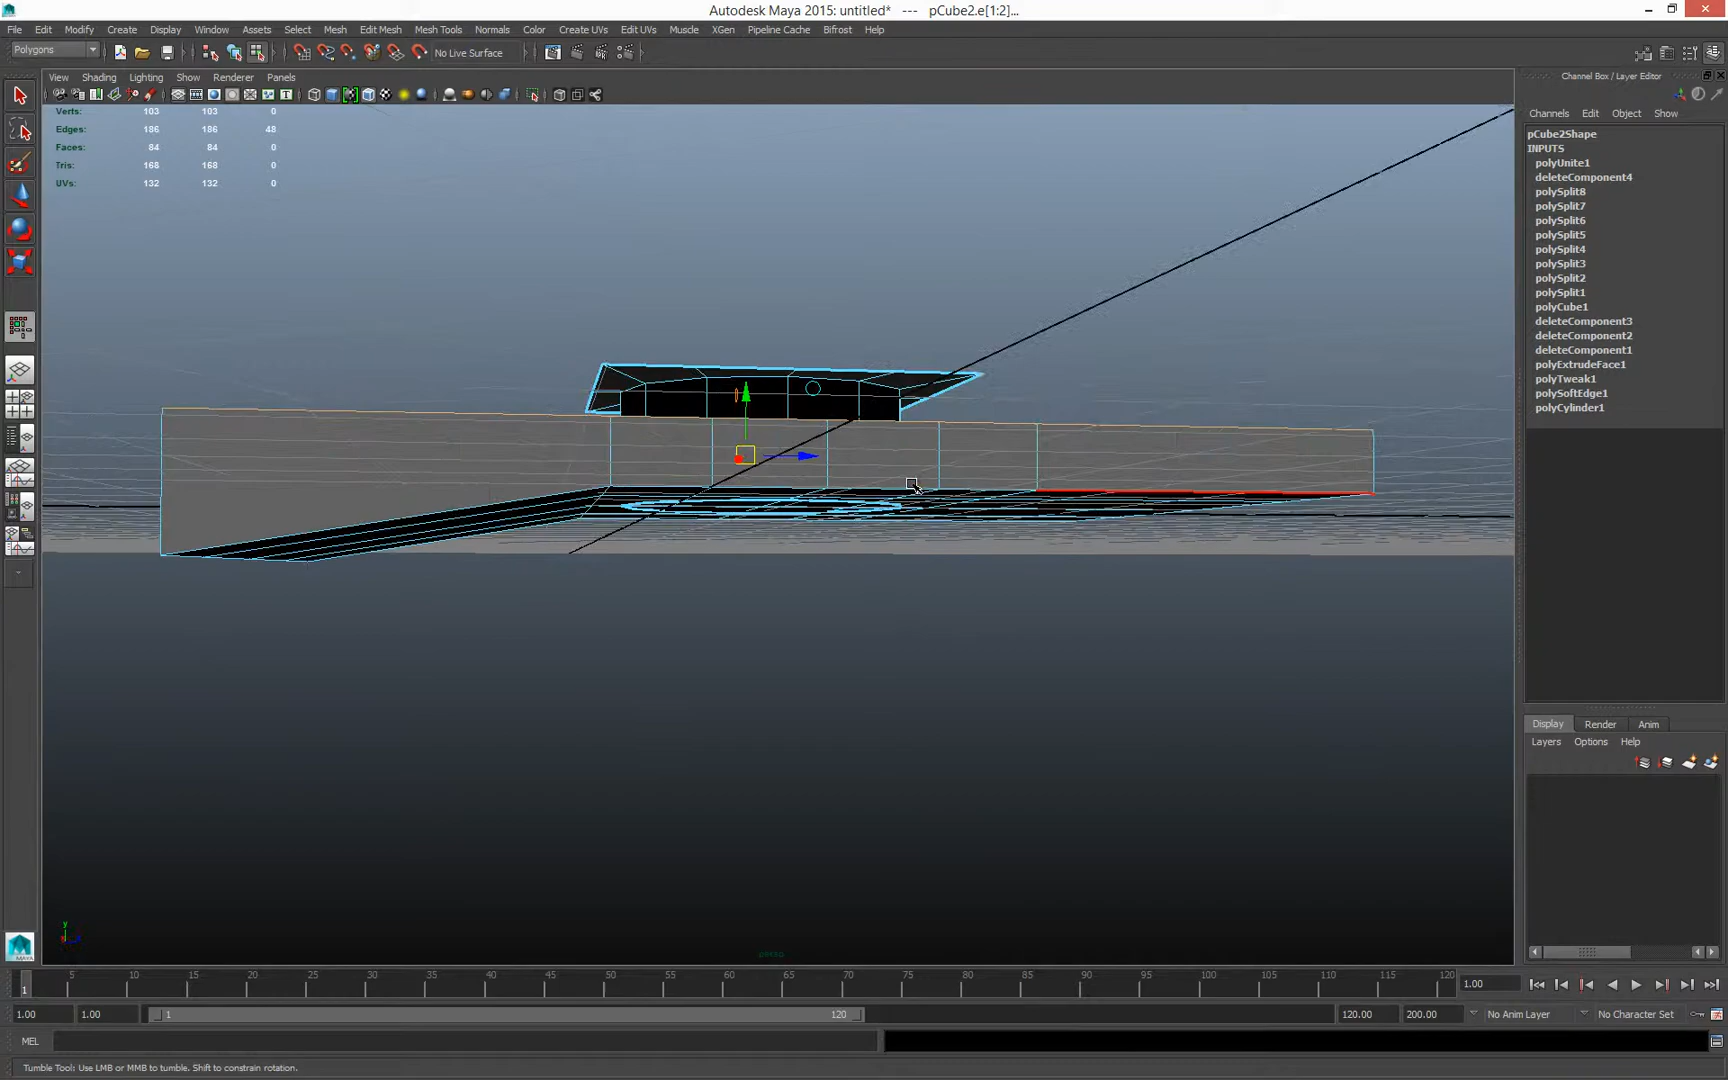 Autodesk Maya 2015: untitled* --- pCube2.e[1:2]...
File Edit Modify Create Display Window Assets Select Mesh Edit Mesh Mesh Tools Normals Color Create UVs Edit UVs Muscle XGen Pipeline Cache Bifrost Help
Polygons No Live Surface
View Shading Lighting Show Renderer Panels
Channel Box / Layer Editor
Verts: 103 103 0
Edges: 186 186 48
Faces: 84 84 0
Tris: 168 168 0
UVs: 132 132 0
Channels Edit Object Show
pCube2Shape
INPUTS
polyUnite1
deleteComponent4
polySplit8
polySplit7
polySplit6
polySplit5
polySplit4
polySplit3
polySplit2
polySplit1
polyCube1
deleteComponent3
deleteComponent2
deleteComponent1
polyExtrudeFace1
polyTweak1
polySoftEdge1
polyCylinder1
Display Render Anim
Layers Options Help
y
persp
MAYA
5 10 15 20 25 30 35 40 45 50 55 60 65 70 75 80 85 90 95 100 105 110 115 120
1 1.00
1.00 1.00 1 120 120.00 200.00 No Anim Layer No Character Set
MEL
Tumble Tool: Use LMB or MMB to tumble. Shift to constrain rotation.